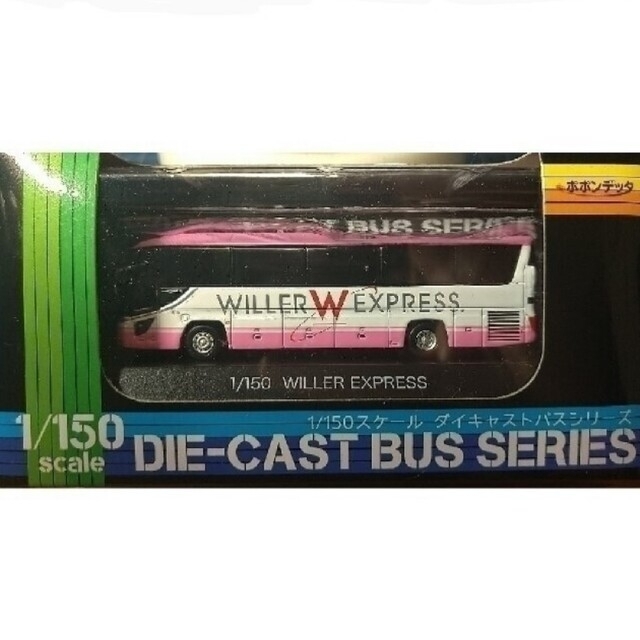 ポポンデッタ
BUS SERIES
WILLER W EXPRESS
1/150 WILLER EXPRESS
1/150スケール ダイキャストバスシリーズ
1/150
scale
DIE-CAST BUS SERIES